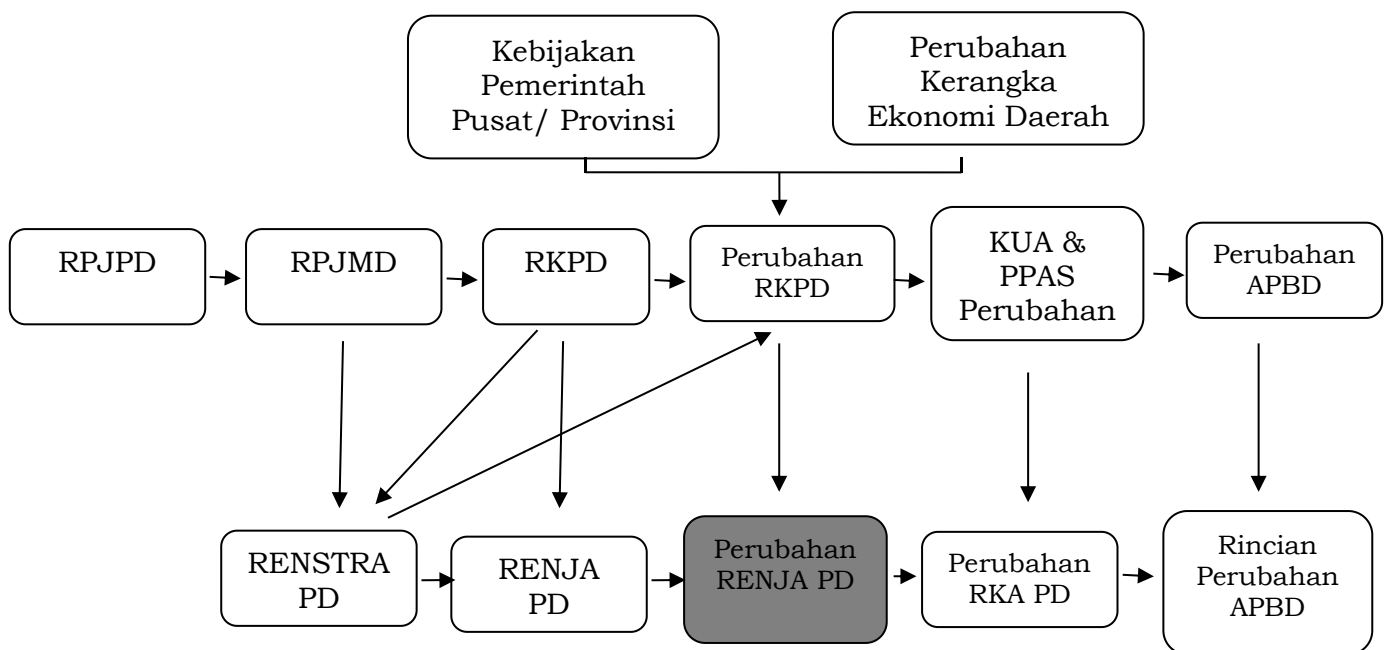 Kebijakan
Pemerintah
Pusat/ Provinsi
Perubahan
Kerangka
Ekonomi Daerah
RPJPD
RPJMD
RKPD
Perubahan
RKPD
KUA &
PPAS
Perubahan
Perubahan
APBD
RENSTRA
PD
RENJA
PD
Perubahan
RENJA PD
Perubahan
RKA PD
Rincian
Perubahan
APBD